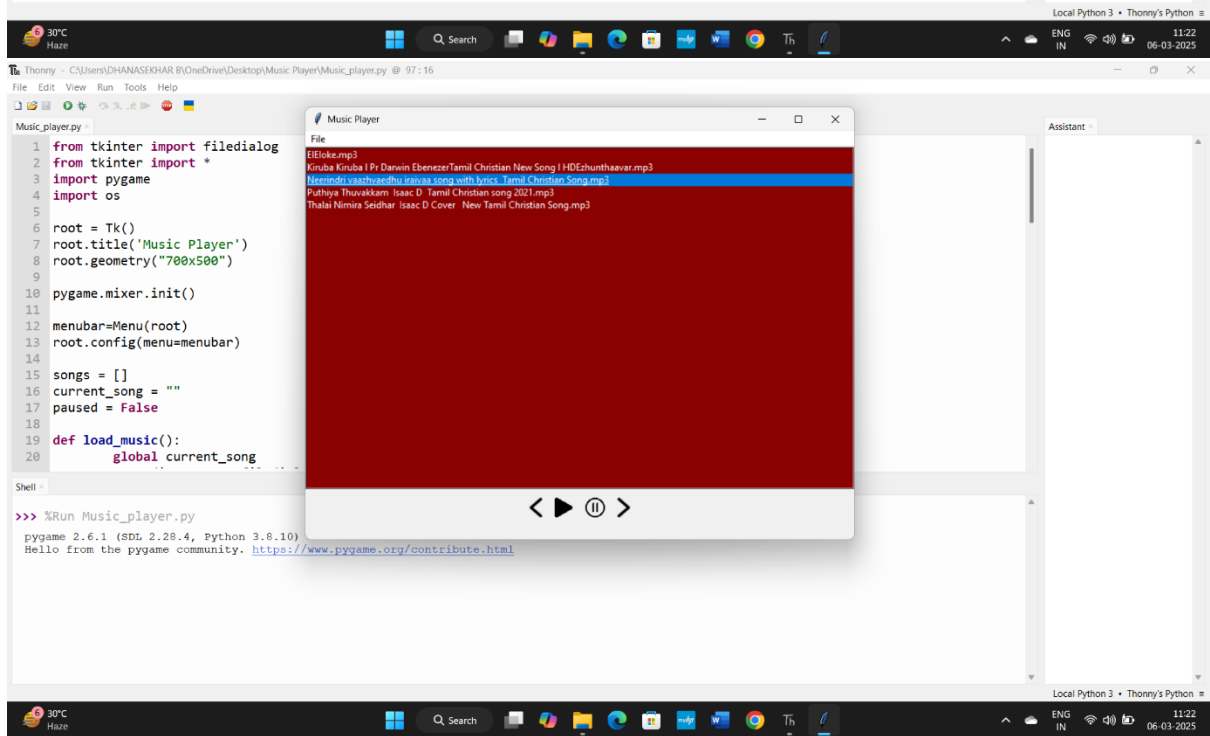 Local Python 3 • Thonny's Python ≡
6 30°C
Haze
Search
ENG
IN
11:22
06-03-2025
Thonny - C:\Users\DHANASEKHAR B\OneDrive\Desktop\Music Player\Music_player.py @ 97:16
File Edit View Run Tools Help
Music_player.py ×
Assistant ×
1 from tkinter import filedialog
2 from tkinter import *
3 import pygame
4 import os
5
6 root = Tk()
7 root.title('Music Player')
8 root.geometry("700x500")
9
10 pygame.mixer.init()
11
12 menubar=Menu(root)
13 root.config(menu=menubar)
14
15 songs = []
16 current_song = ""
17 paused = False
18
19 def load_music():
20 global current_song
Music Player
File
ElEloke.mp3
Kiruba Kiruba l Pr Darwin EbenezerTamil Christian New Song l HDEzhunthaavar.mp3
Neerindri vaazhvaedhu iraivaa song with lyrics Tamil Christian Song.mp3
Puthiya Thuvakkam Isaac D Tamil Christian song 2021.mp3
Thalai Nimira Seidhar Isaac D Cover New Tamil Christian Song.mp3
Shell ×
>>> %Run Music_player.py
pygame 2.6.1 (SDL 2.28.4, Python 3.8.10)
Hello from the pygame community. https://www.pygame.org/contribute.html
Local Python 3 • Thonny's Python ≡
6 30°C
Haze
Search
ENG
IN
11:22
06-03-2025